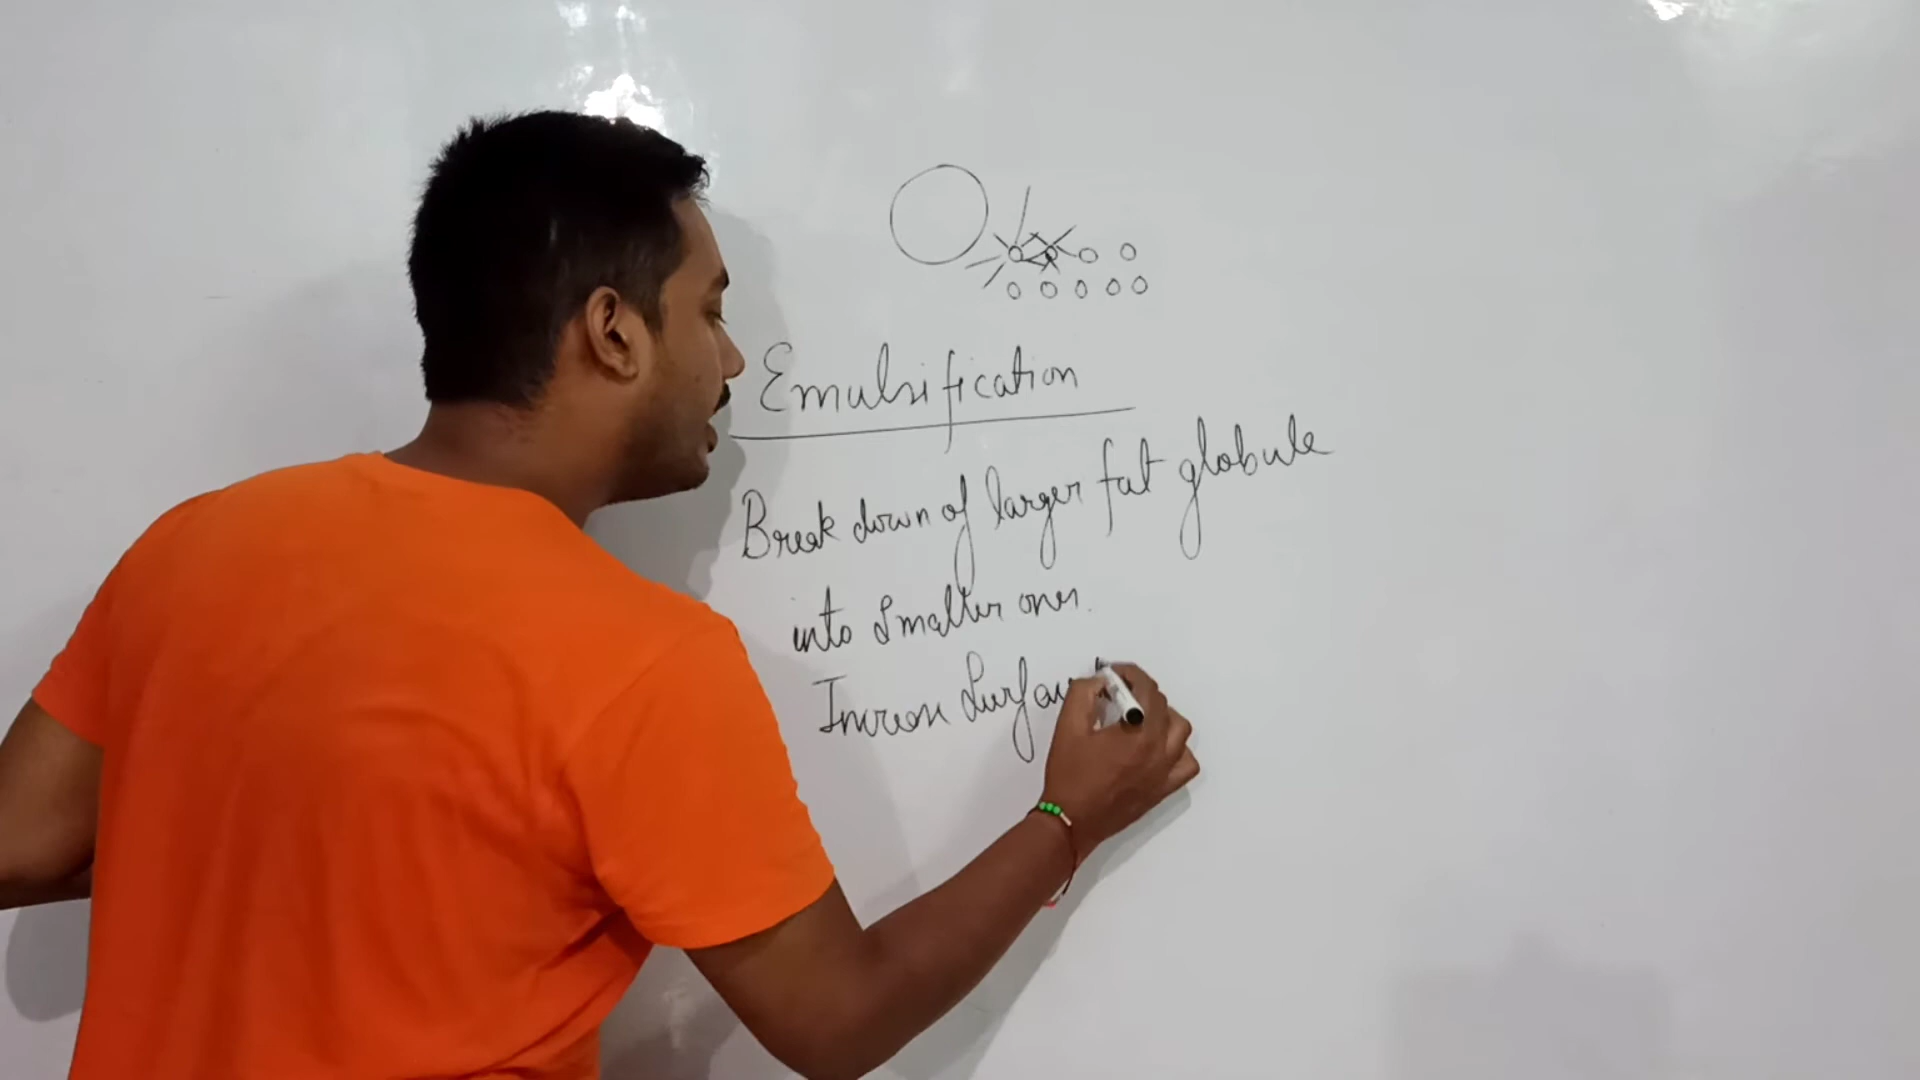 Emulsification
Break down of larger fat globule
into smaller ones.
Increase Surface